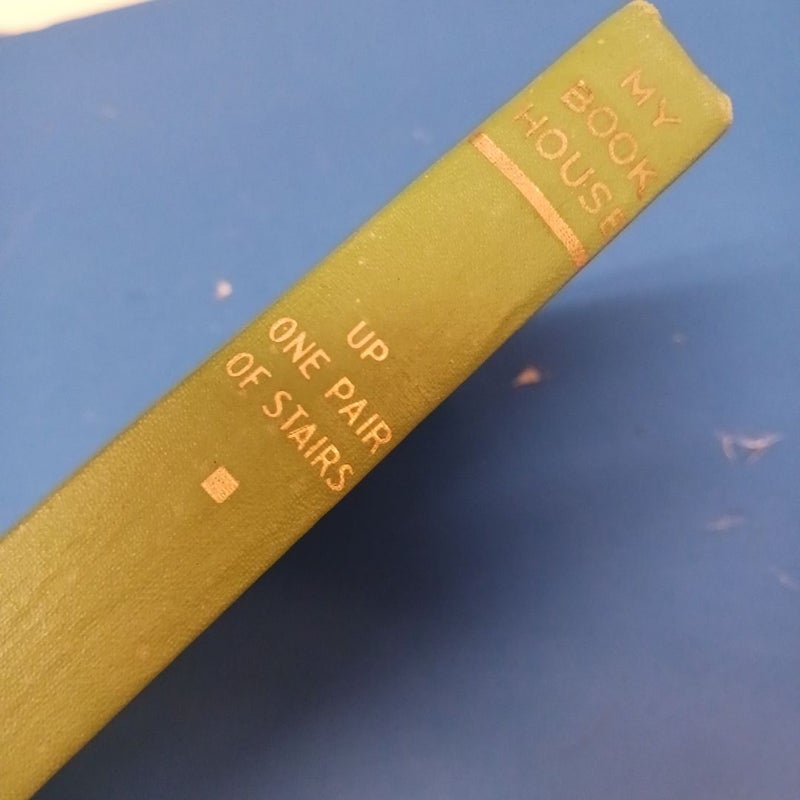 MY
BOOK
HOUSE
UP
ONE PAIR
OF STAIRS